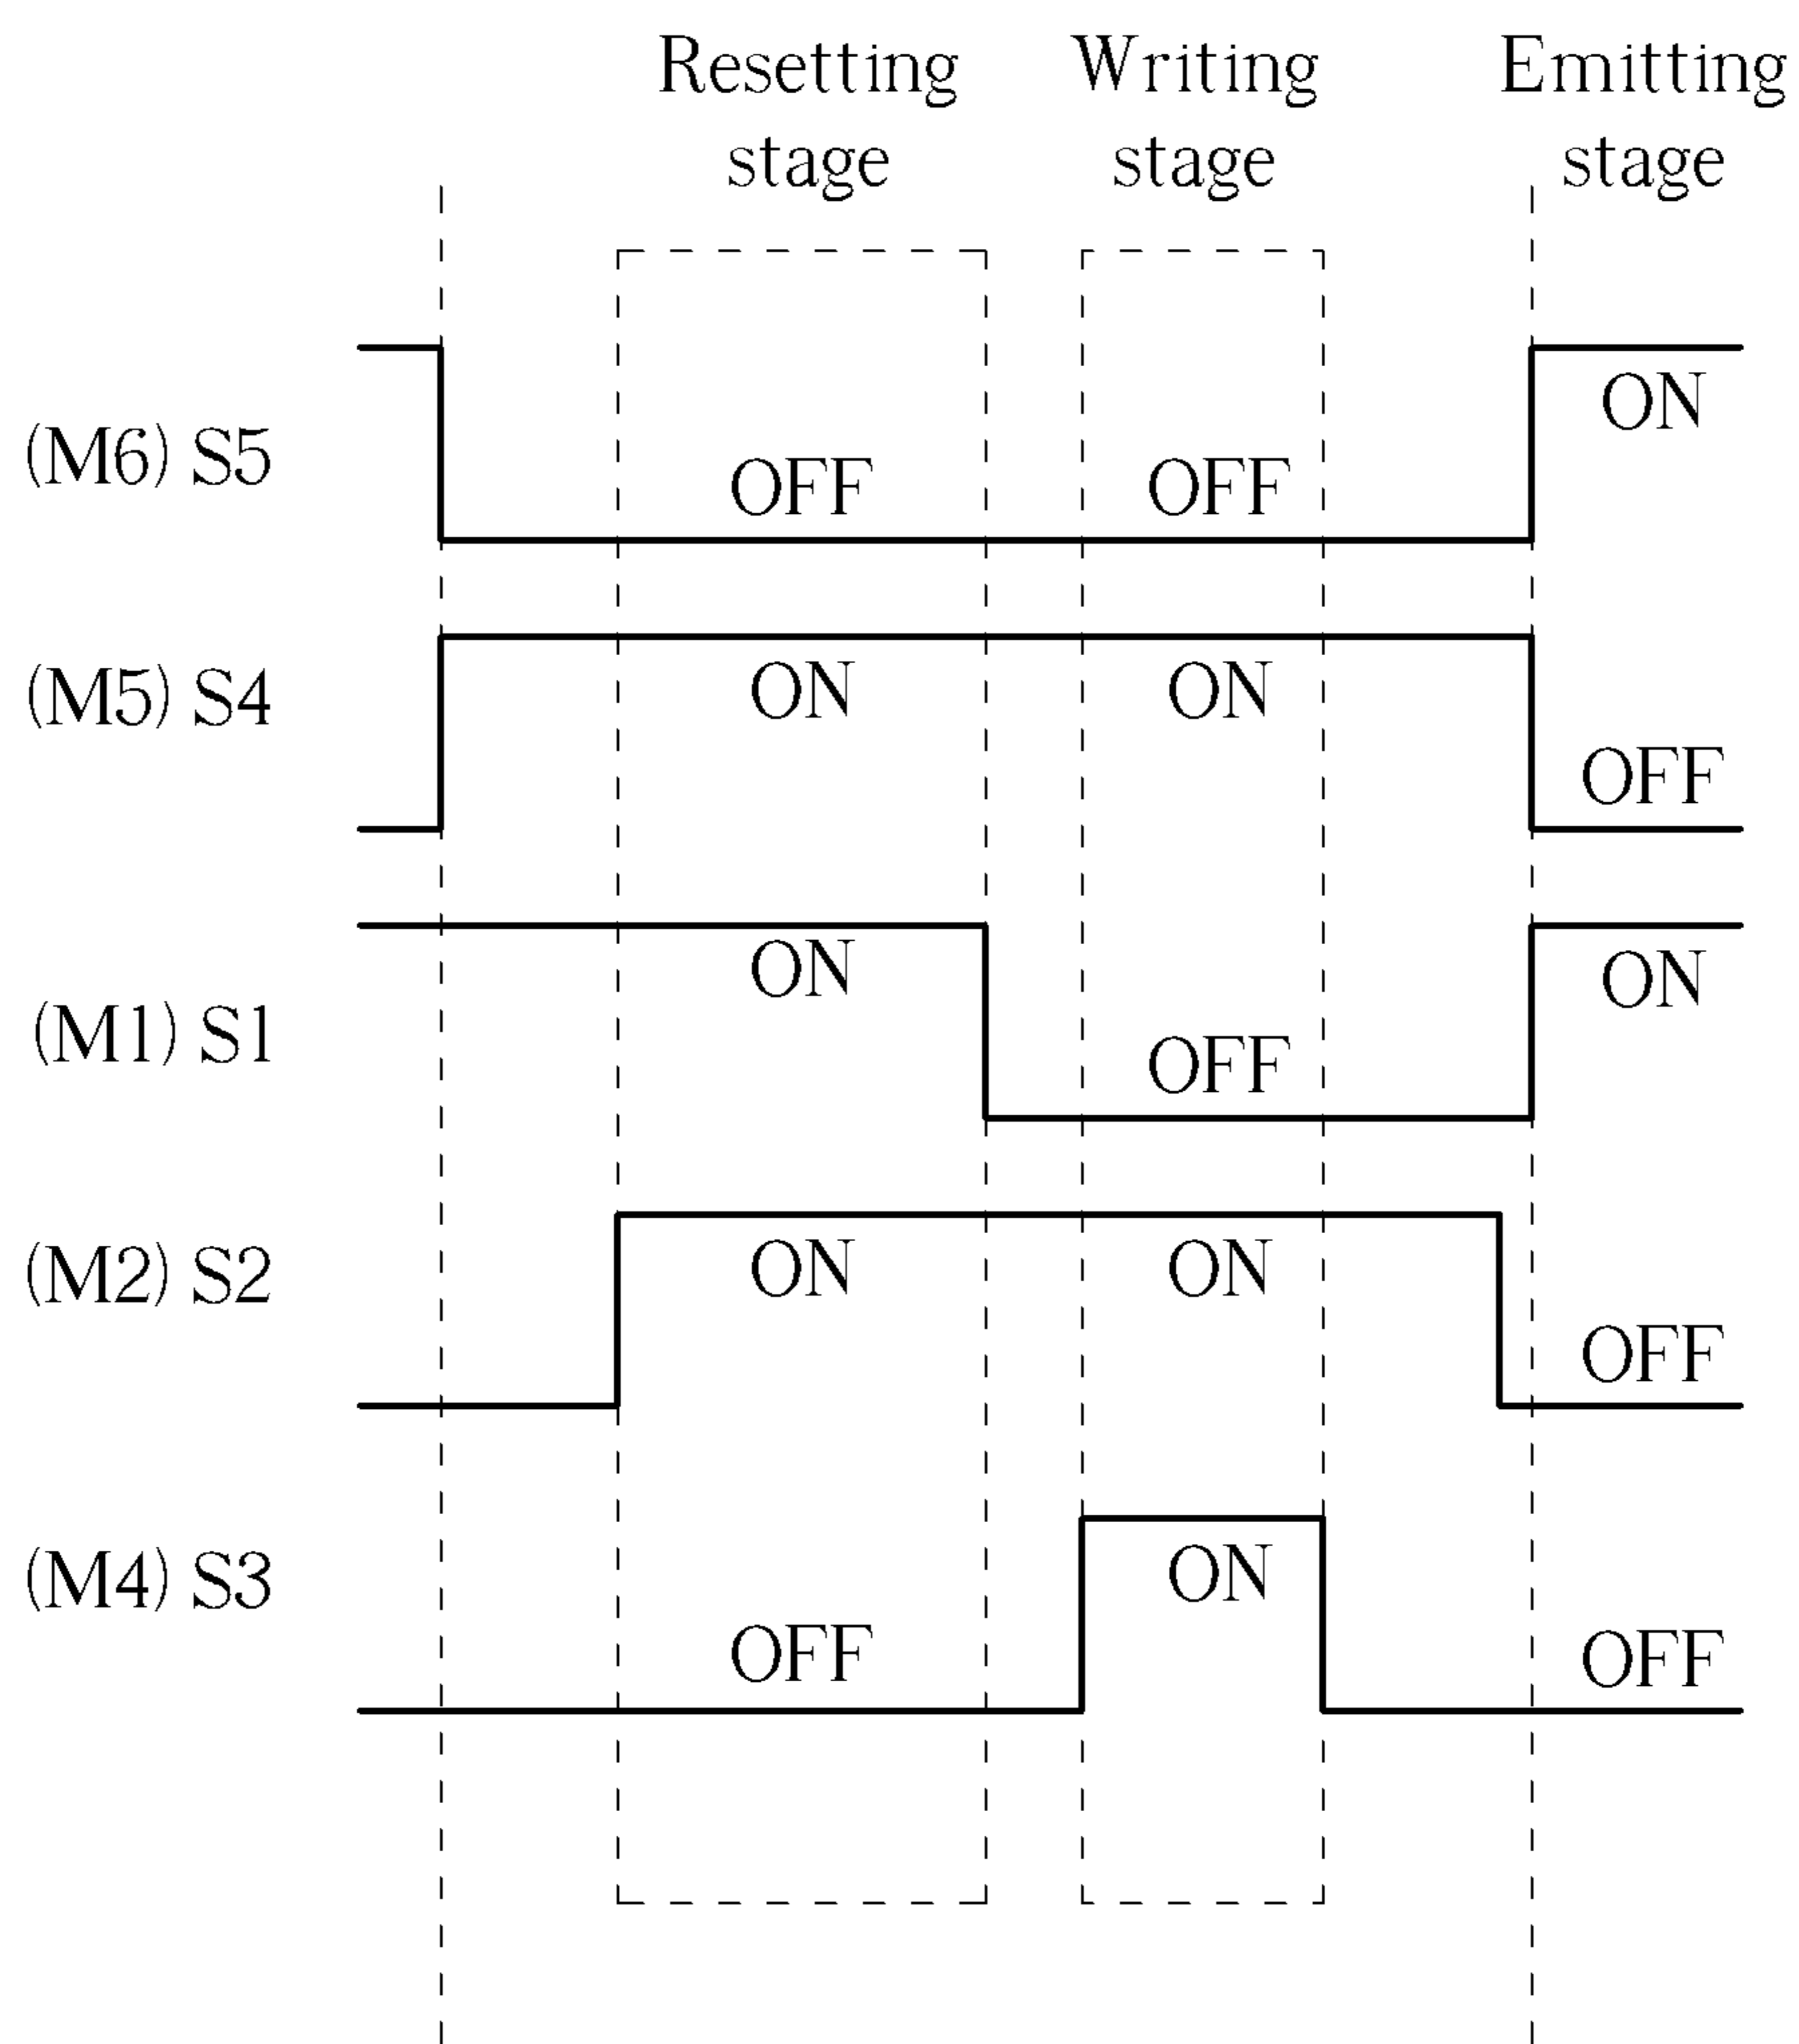 Resetting stage
Writing stage
Emitting stage
ON
(M6) S5
OFF
OFF
(M5) S4
ON
ON
OFF
ON
ON
(M1) S1
OFF
(M2) S2
ON
ON
OFF
(M4) S3
ON
OFF
OFF